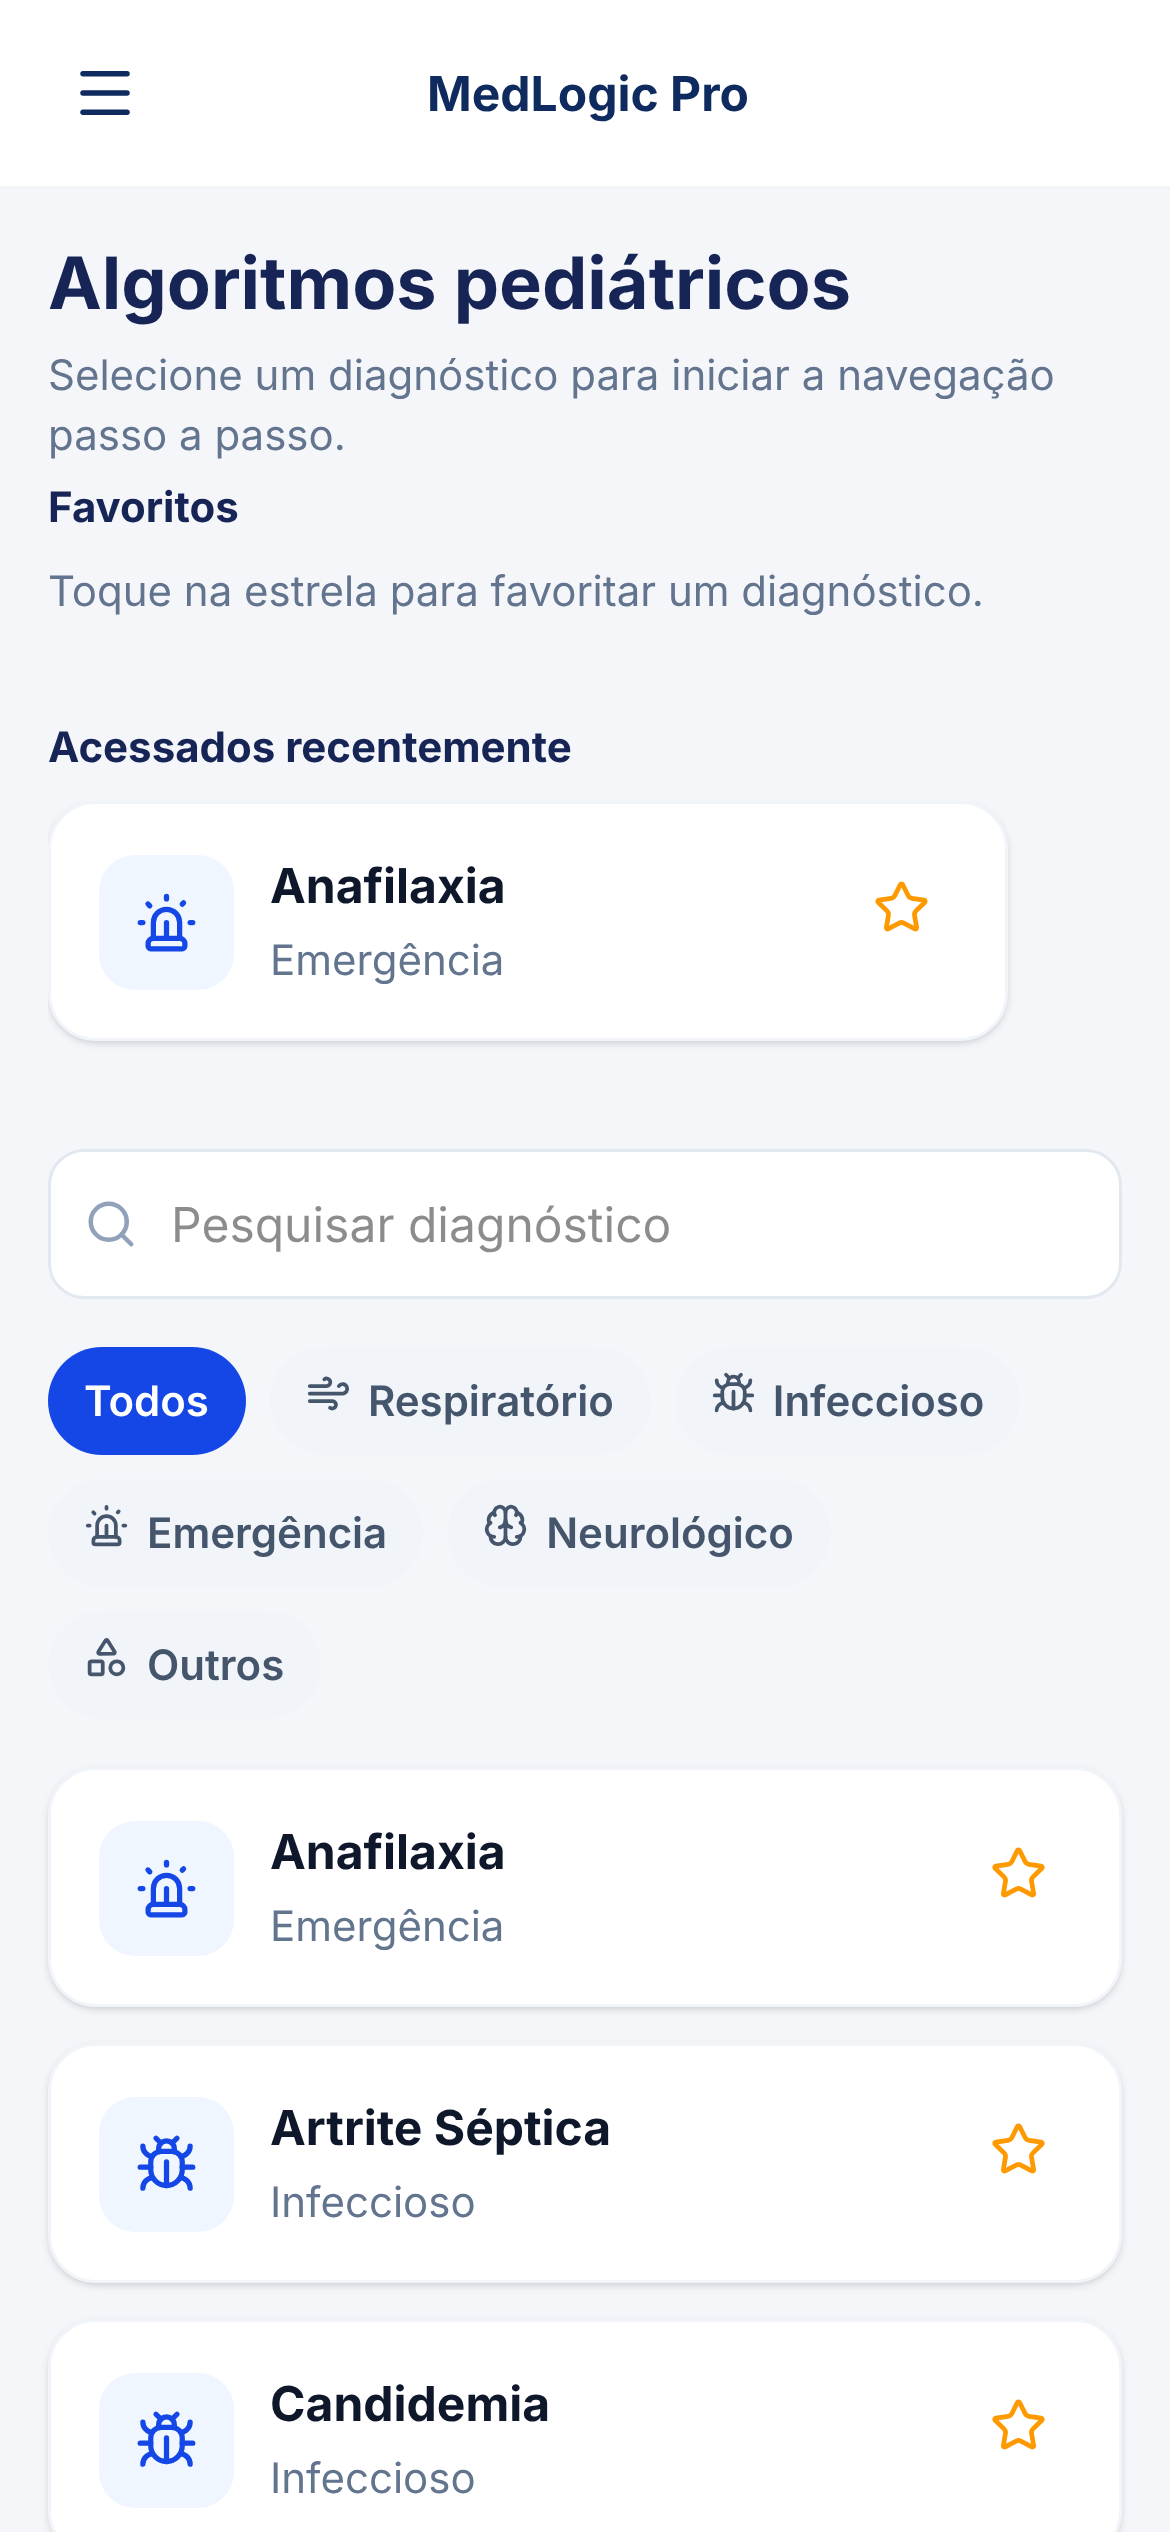 MedLogic Pro
Algoritmos pediátricos
Selecione um diagnóstico para iniciar a navegação
passo a passo.
Favoritos
Toque na estrela para favoritar um diagnóstico.
Acessados recentemente
Anafilaxia
Emergência
Pesquisar diagnóstico
Todos
Respiratório
Infeccioso
Emergência
Neurológico
Outros
Anafilaxia
Emergência
Artrite Séptica
Infeccioso
Candidemia
Infeccioso